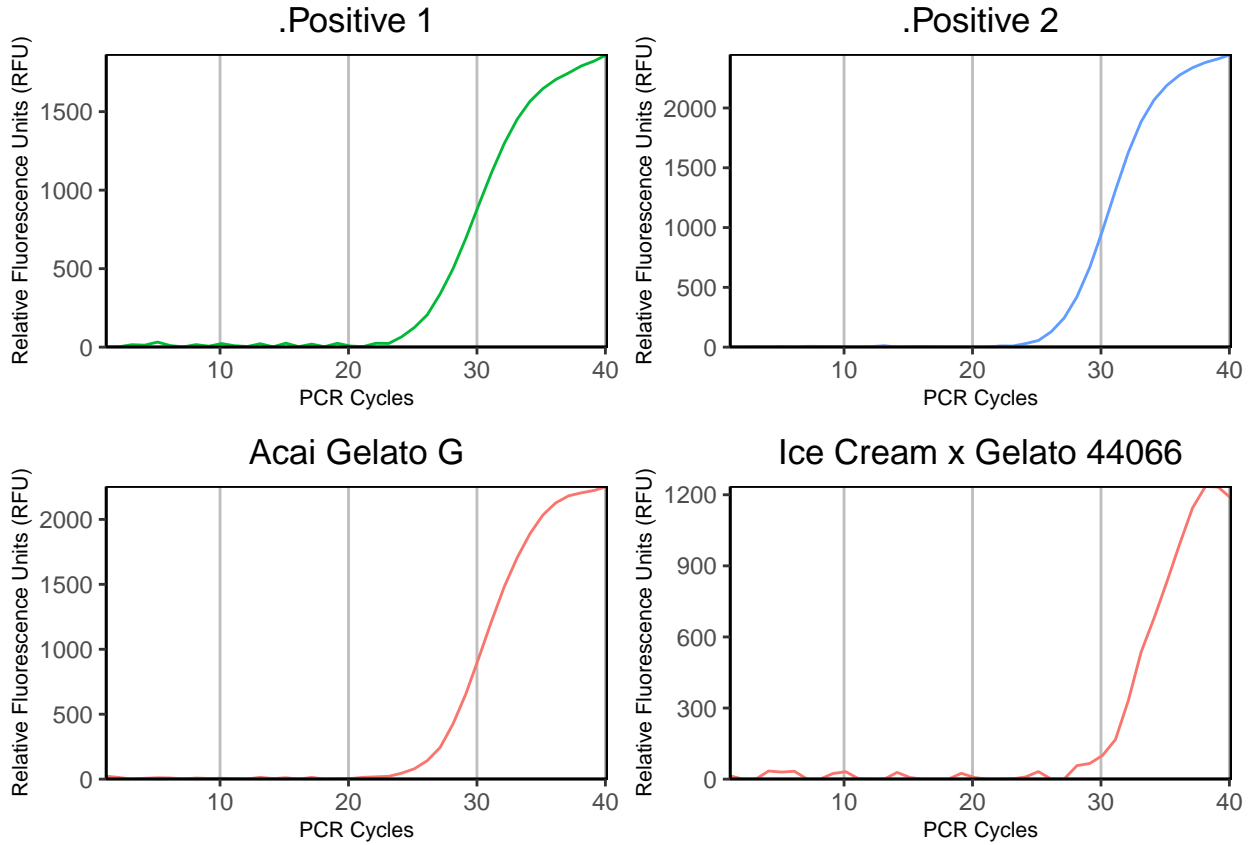 .Positive 1
Relative Fluorescence Units (RFU)
1500
1000
500
0
10 20 30 40
PCR Cycles
.Positive 2
Relative Fluorescence Units (RFU)
2000
1500
1000
500
0
10 20 30 40
PCR Cycles
Acai Gelato G
Relative Fluorescence Units (RFU)
2000
1500
1000
500
0
10 20 30 40
PCR Cycles
Ice Cream x Gelato 44066
Relative Fluorescence Units (RFU)
1200
900
600
300
0
10 20 30 40
PCR Cycles